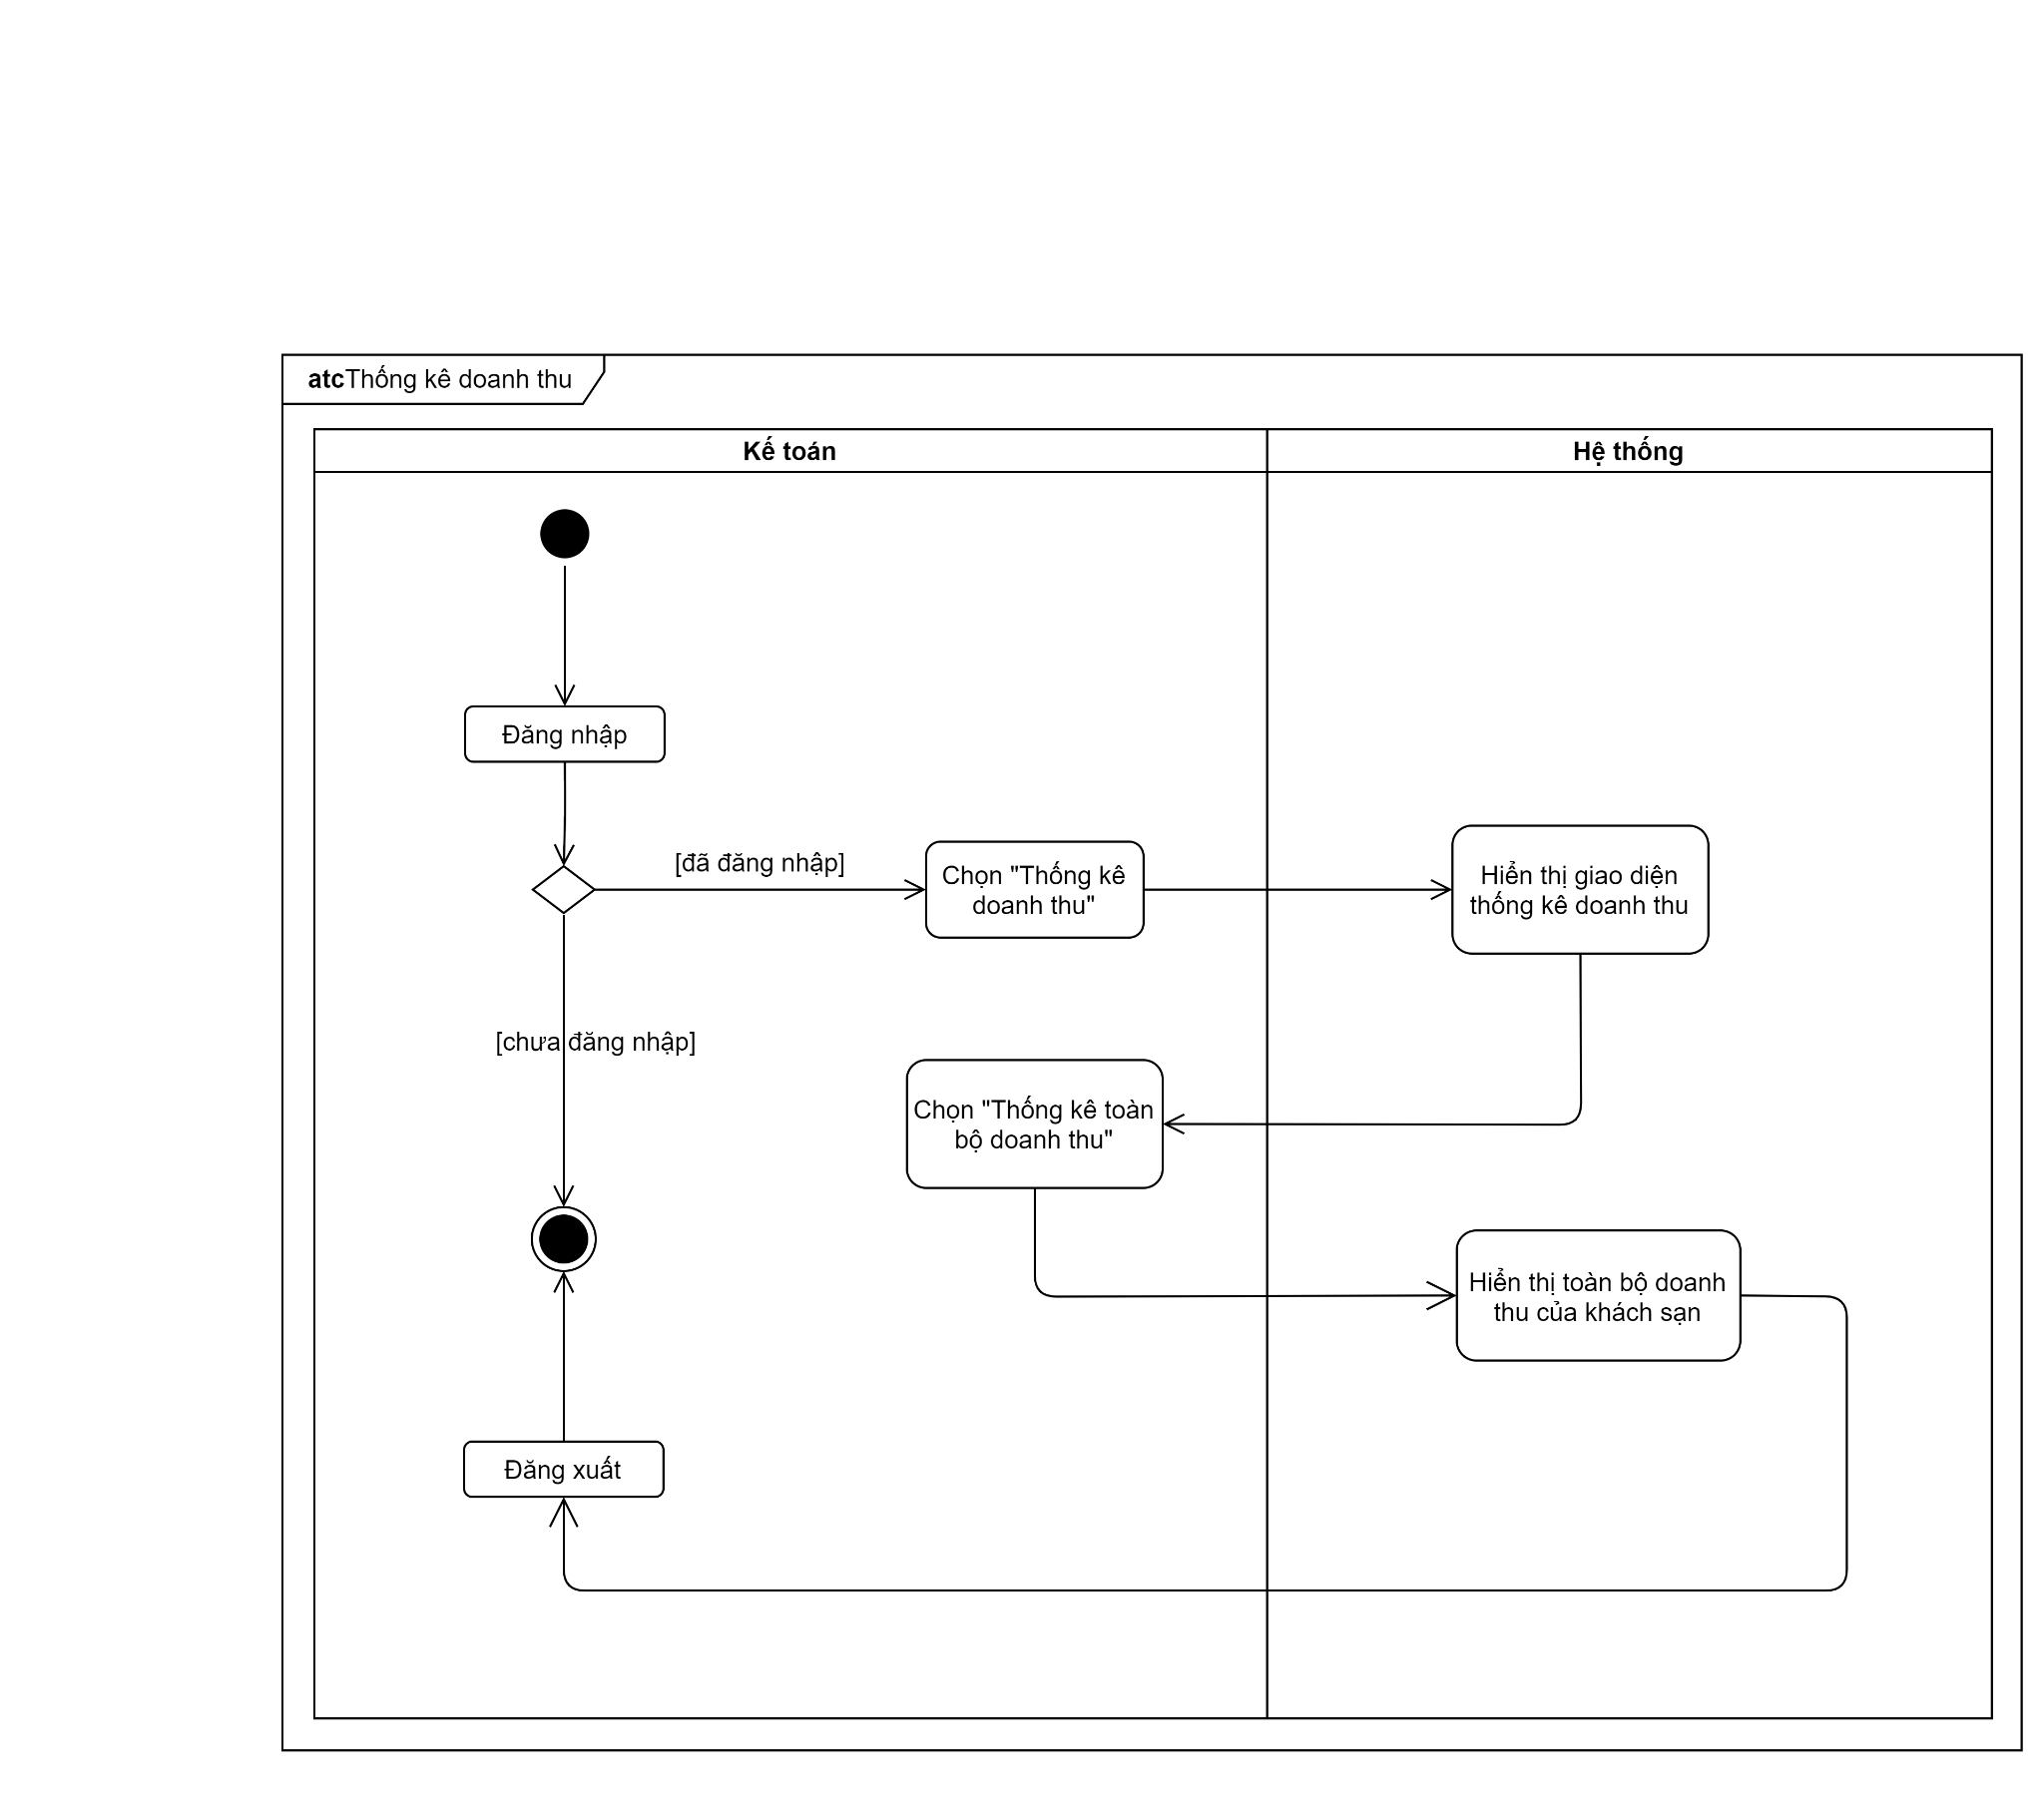 atcThống kê doanh thu
Kế toán
Hệ thống
Đăng nhập
[đã đăng nhập]
Chọn "Thống kê
doanh thu"
Hiển thị giao diện
thống kê doanh thu
[chưa đăng nhập]
Chọn "Thống kê toàn
bộ doanh thu"
Hiển thị toàn bộ doanh
thu của khách sạn
Đăng xuất